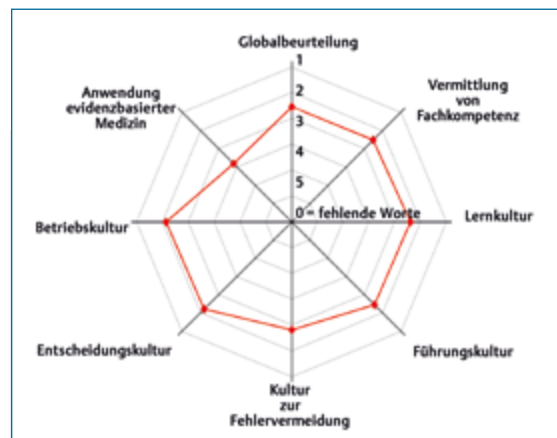 Globalbeurteilung
1
Anwendung
evidenzbasierter
Medizin
2
Vermittlung
von
Fachkompetenz
3
4
5
Betriebskultur
0 = fehlende Worte
Lernkultur
Entscheidungskultur
Führungskultur
Kultur
zur
Fehlervermeidung